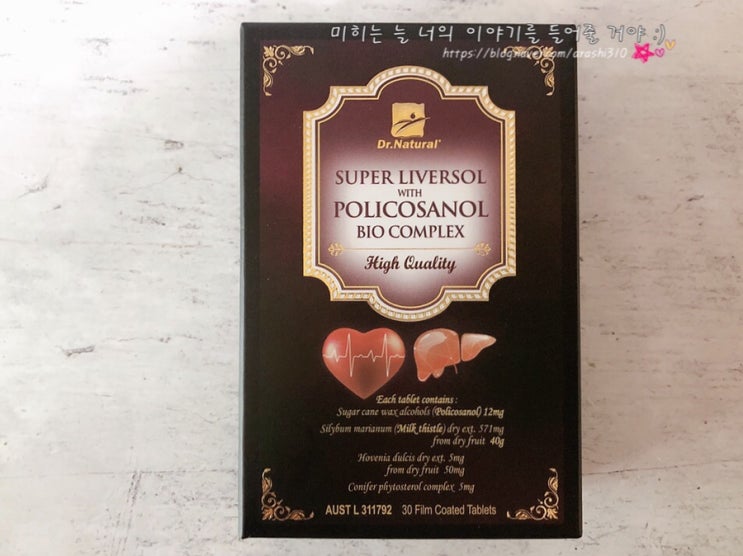 미히는 늘 너의 이야기를 들어줄 거야 :)
https://blog.naver.com/arashi310
Dr.Natural®
SUPER LIVERSOL
WITH
POLICOSANOL
BIO COMPLEX
High Quality
Each tablet contains :
Sugar cane wax alcohols (Policosanol) 12mg
Silybum marianum (Milk thistle) dry ext. 571mg
from dry fruit 40g
Hovenia dulcis dry ext. 5mg
from dry fruit 50mg
Conifer phytosterol complex 5mg
AUST L 311792 30 Film Coated Tablets